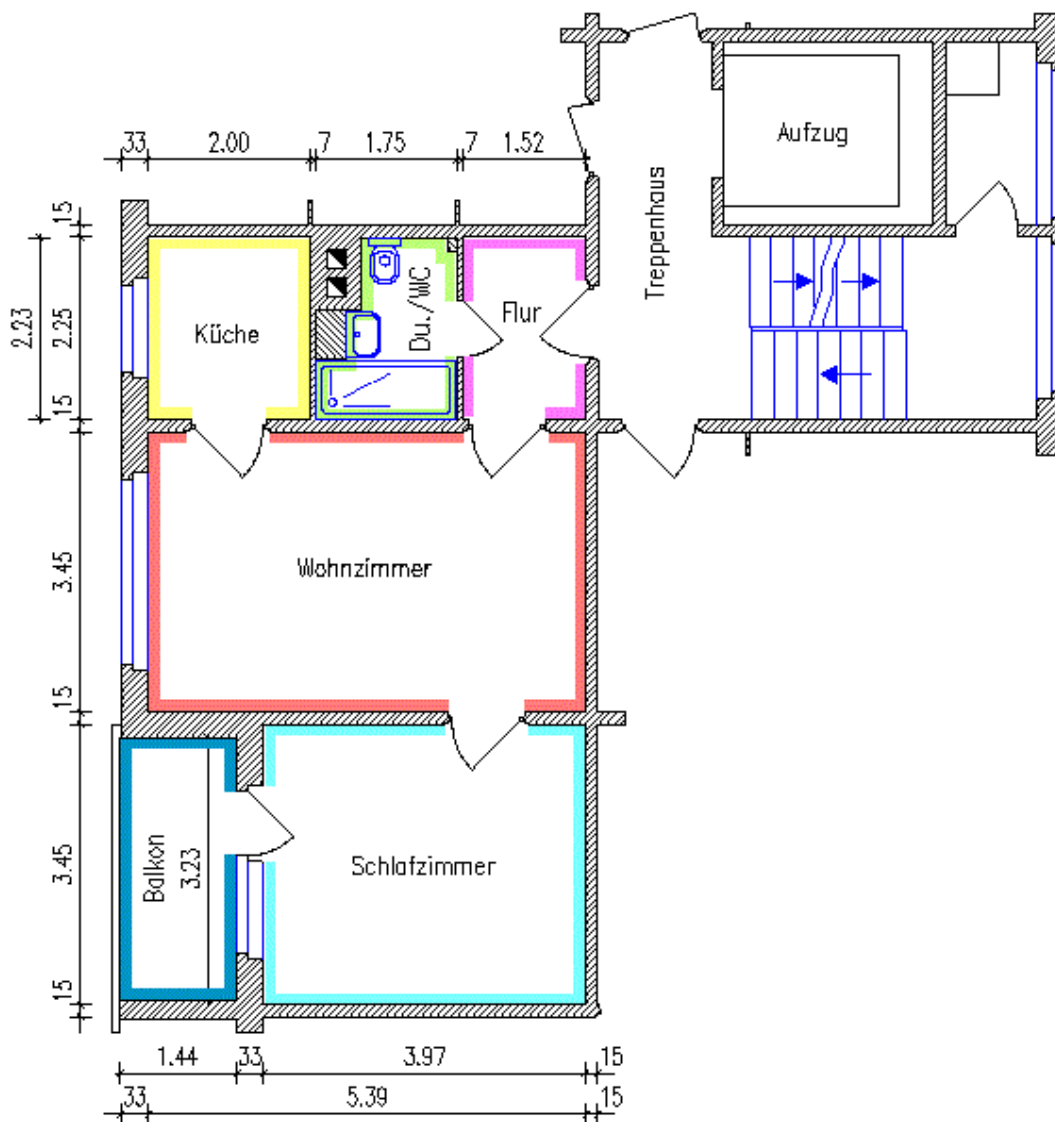 Aufzug
33 2.00 7 1.75 7 1.52
Treppenhaus
15
2.23
2.25
Küche
Du./WC
Flur
15
3.45
Wohnzimmer
15
3.45
Balkon
3.23
Schlafzimmer
15
1.44 33 3.97 15
33 5.39 15